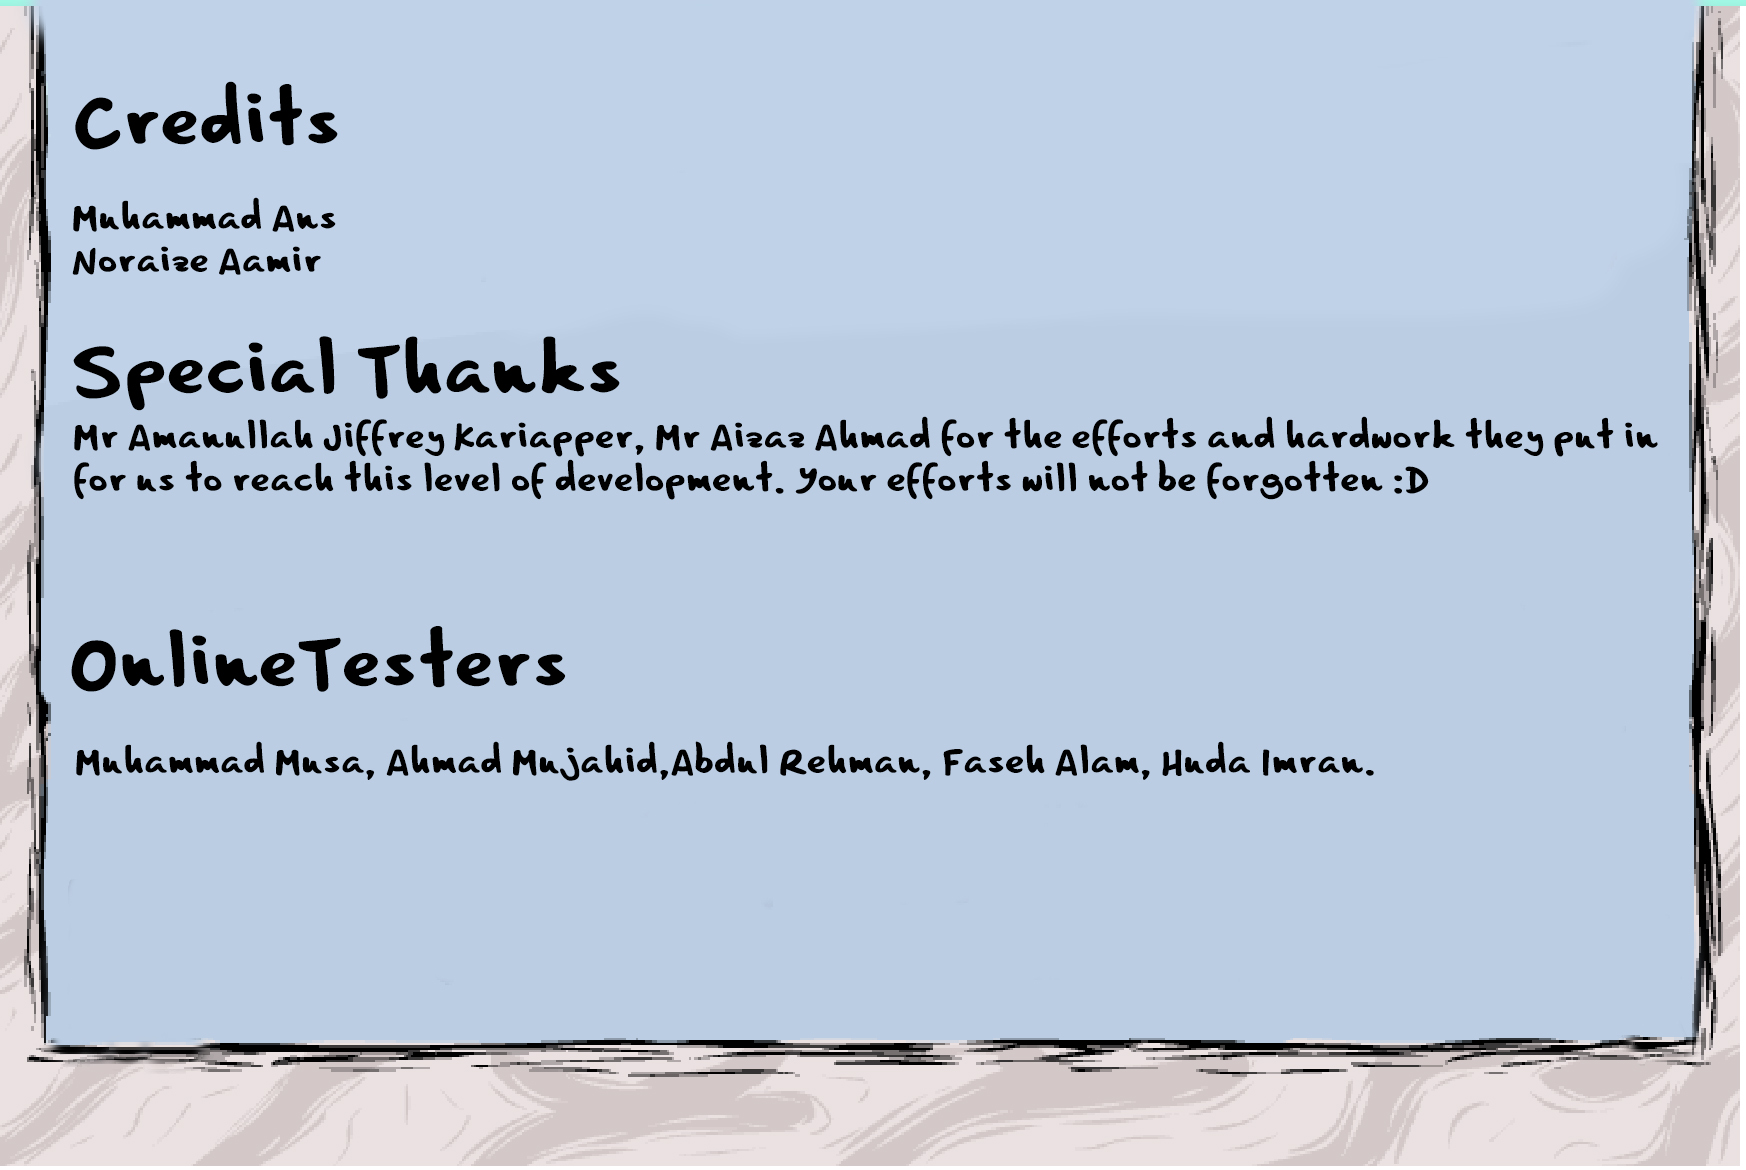 Credits
Muhammad Ans
Noraize Aamir
Special Thanks
Mr Amanullah Jiffrey Kariapper, Mr Aizaz Ahmad for the efforts and hardwork they put in
for us to reach this level of development. Your efforts will not be forgotten :D
OnlineTesters
Muhammad Musa, Ahmad Mujahid,Abdul Rehman, Faseh Alam, Huda Imran.